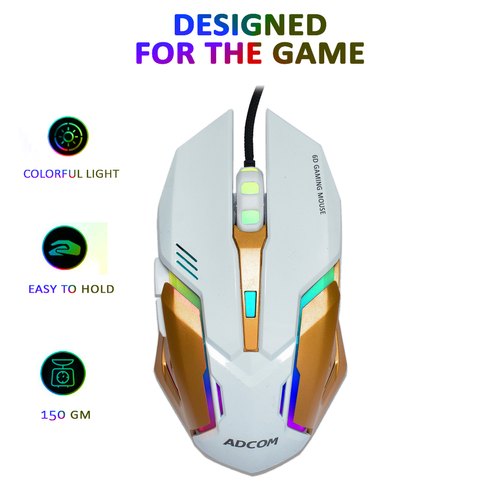 DESIGNED
FOR THE GAME
COLORFUL LIGHT
EASY TO HOLD
150 GM
6D GAMING MOUSE
ADCOM